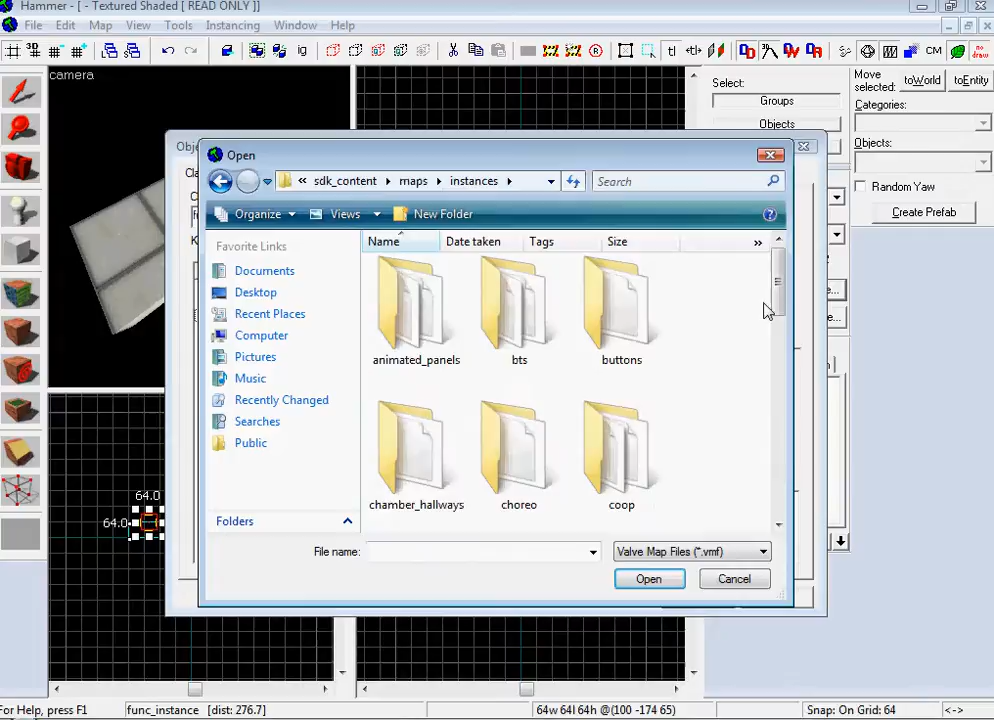 Hammer - [ - Textured Shaded [ READ ONLY ]]
File Edit Map View Tools Instancing Window Help
ig
tl
CM
camera
Select:
Groups
Objects
Move
selected:
toWorld
toEntity
Categories:
Objects:
Random Yaw
Create Prefab
Open
sdk_content
maps
instances
Search
Organize
Views
New Folder
Favorite Links
Documents
Desktop
Recent Places
Computer
Pictures
Music
Recently Changed
Searches
Public
Folders
Name
Date taken
Tags
Size
animated_panels
bts
buttons
chamber_hallways
choreo
coop
File name:
Valve Map Files (*.vmf)
Open
Cancel
64.0
64.0
For Help, press F1
func_instance [dist: 276.7]
64w 64l 64h @(100 -174 65)
Snap: On Grid: 64
<->